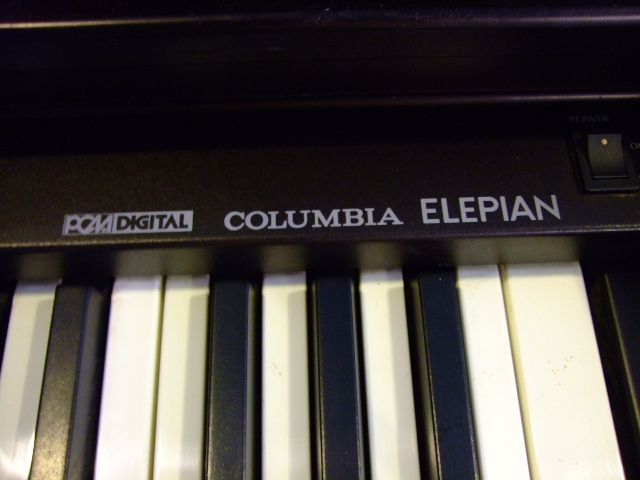 POWER
PCM DIGITAL COLUMBIA ELEPIAN